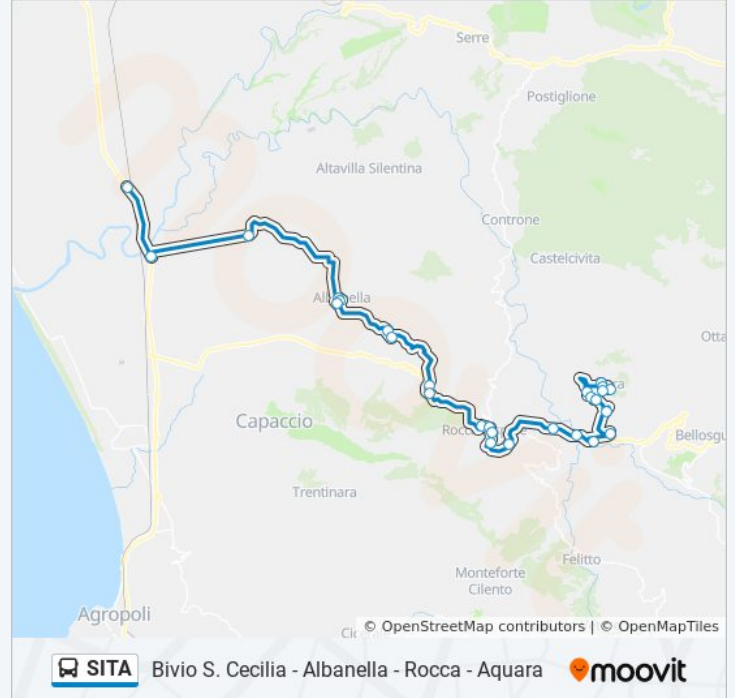 Serre
Postiglione
Altavilla Silentina
Controne
Castelcivita
Albanella
Otta
Capaccio
Rocca
Bellosgu
Trentinara
Felitto
Monteforte
Cilento
Agropoli
© OpenStreetMap contributors | © OpenMapTiles
SITA Bivio S. Cecilia - Albanella - Rocca - Aquara moovit